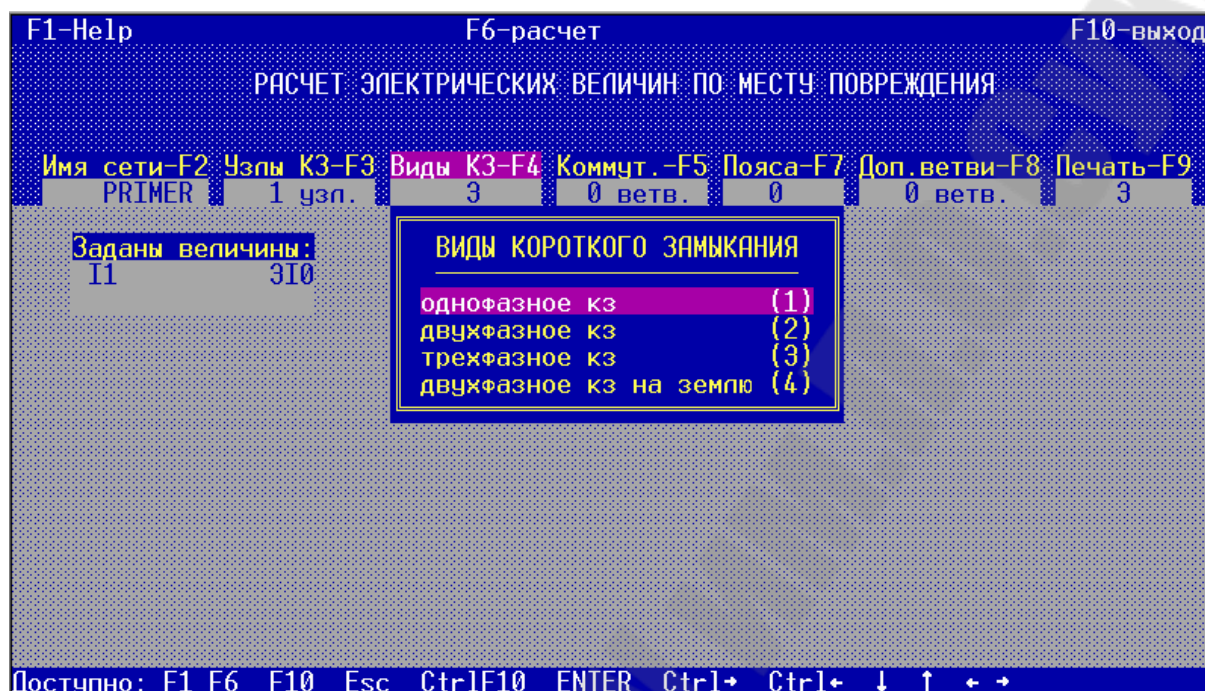 F1-Help F6-расчет F10-выход
РАСЧЕТ ЭЛЕКТРИЧЕСКИХ ВЕЛИЧИН ПО МЕСТУ ПОВРЕЖДЕНИЯ
Имя сети-F2 Узлы КЗ-F3 Виды КЗ-F4 Коммут.-F5 Пояса-F7 Доп.ветви-F8 Печать-F9
PRIMER 1 узл. 3 0 ветв. 0 0 ветв. 3
Заданы величины:
I1 3I0
ВИДЫ КОРОТКОГО ЗАМЫКАНИЯ
однофазное кз (1)
двухфазное кз (2)
трехфазное кз (3)
двухфазное кз на землю (4)
Доступно: F1 F6 F10 Esc CtrlF10 ENTER Ctrl→ Ctrl← ↓ ↑ ← →